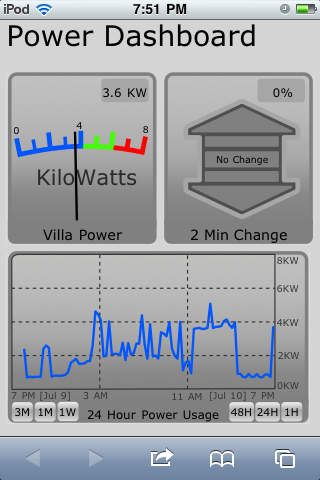 iPod 7:51 PM
Power Dashboard
3.6 KW
0 4 8
KiloWatts
Villa Power
0%
No Change
2 Min Change
8KW
6KW
4KW
2KW
0KW
7 PM [Jul 9] 3 AM 11 AM [Jul 10] 7 PM
3M 1M 1W 24 Hour Power Usage 48H 24H 1H